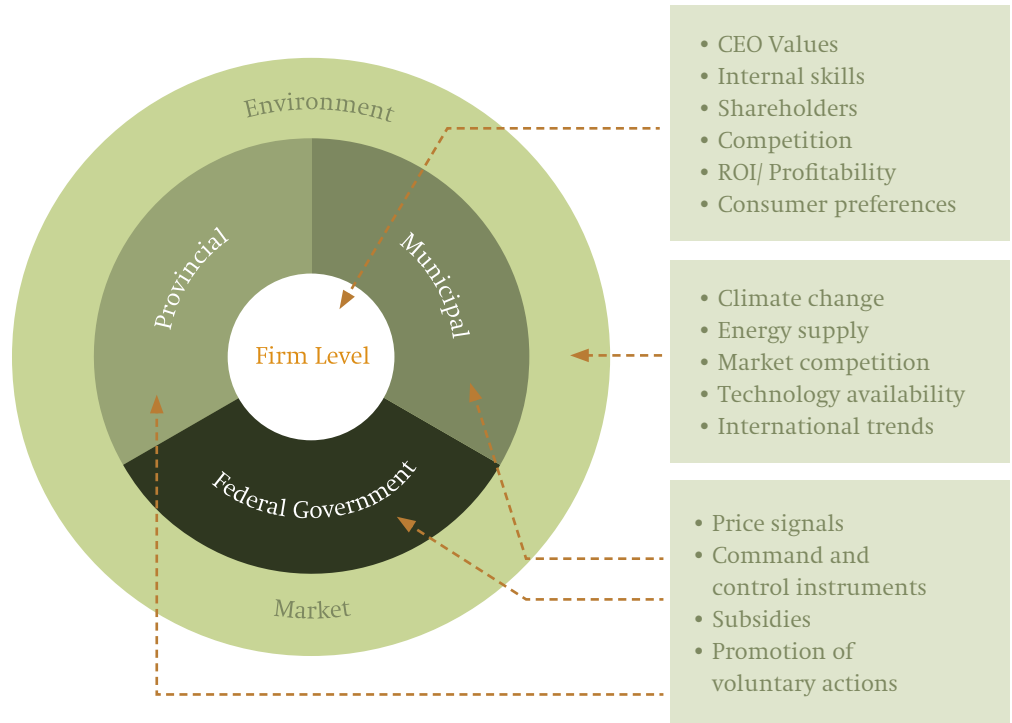 Environment
Provincial
Municipal
Firm Level
Federal Government
Market
• CEO Values
• Internal skills
• Shareholders
• Competition
• ROI/ Profitability
• Consumer preferences
• Climate change
• Energy supply
• Market competition
• Technology availability
• International trends
• Price signals
• Command and
control instruments
• Subsidies
• Promotion of
voluntary actions